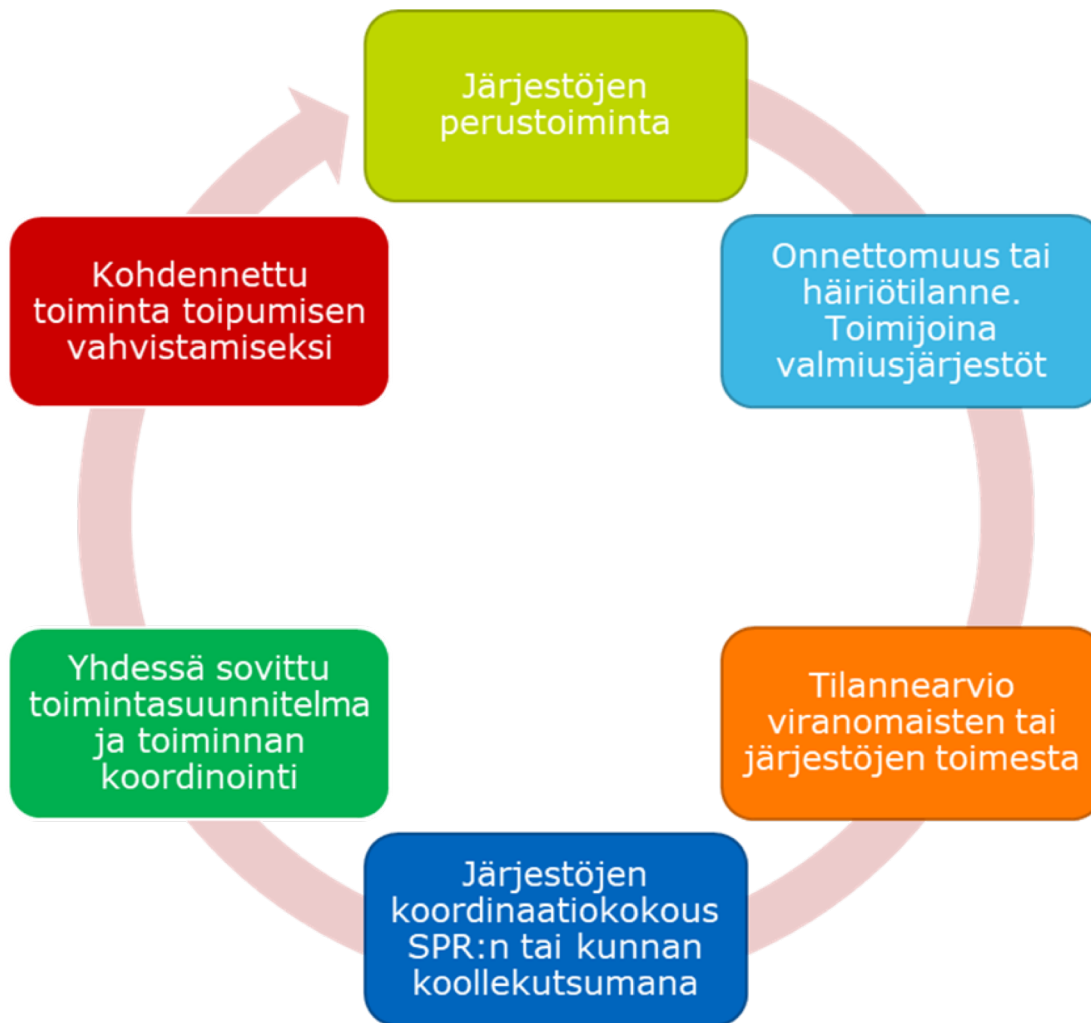 Järjestöjen
perustoiminta
Onnettomuus tai
häiriötilanne.
Toimijoina
valmiusjärjestöt
Tilannearvio
viranomaisten tai
järjestöjen toimesta
Järjestöjen
koordinaatiokokous
SPR:n tai kunnan
koollekutsumana
Yhdessä sovittu
toimintasuunnitelma
ja toiminnan
koordinointi
Kohdennettu
toiminta toipumisen
vahvistamiseksi